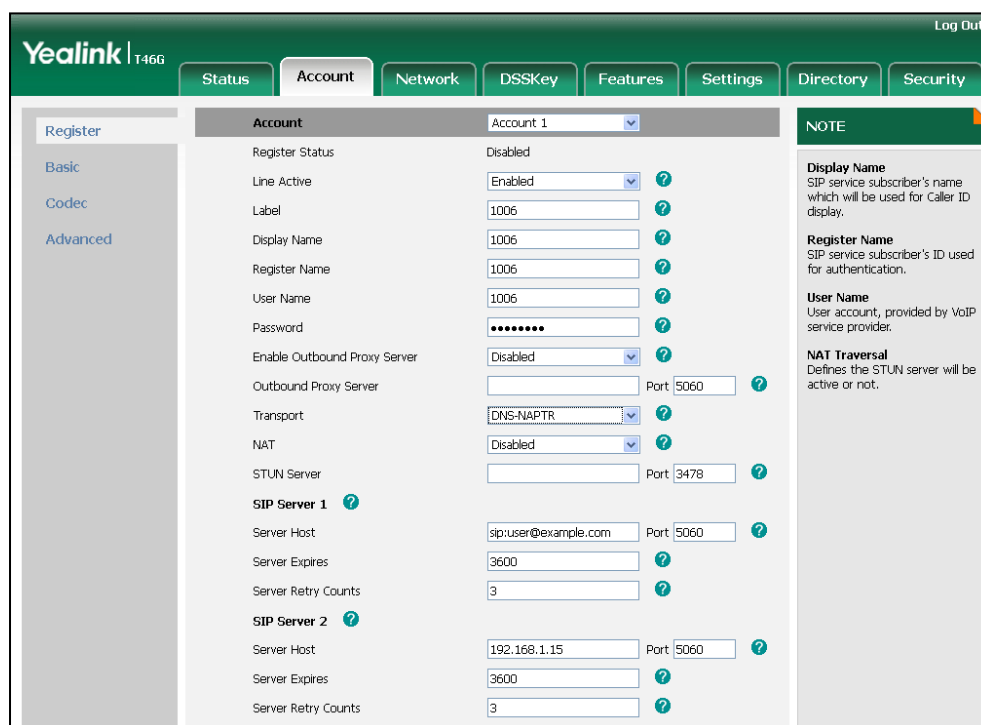 Log Out
Yealink T46G
Status Account Network DSSKey Features Settings Directory Security
Register
Basic
Codec
Advanced
Account Account 1
Register Status Disabled
Line Active Enabled ?
Label 1006 ?
Display Name 1006 ?
Register Name 1006 ?
User Name 1006 ?
Password •••••••• ?
Enable Outbound Proxy Server Disabled ?
Outbound Proxy Server Port 5060 ?
Transport DNS-NAPTR ?
NAT Disabled ?
STUN Server Port 3478 ?
SIP Server 1 ?
Server Host sip:user@example.com Port 5060 ?
Server Expires 3600 ?
Server Retry Counts 3 ?
SIP Server 2 ?
Server Host 192.168.1.15 Port 5060 ?
Server Expires 3600 ?
Server Retry Counts 3 ?
NOTE
Display Name
SIP service subscriber's name
which will be used for Caller ID
display.
Register Name
SIP service subscriber's ID used
for authentication.
User Name
User account, provided by VoIP
service provider.
NAT Traversal
Defines the STUN server will be
active or not.